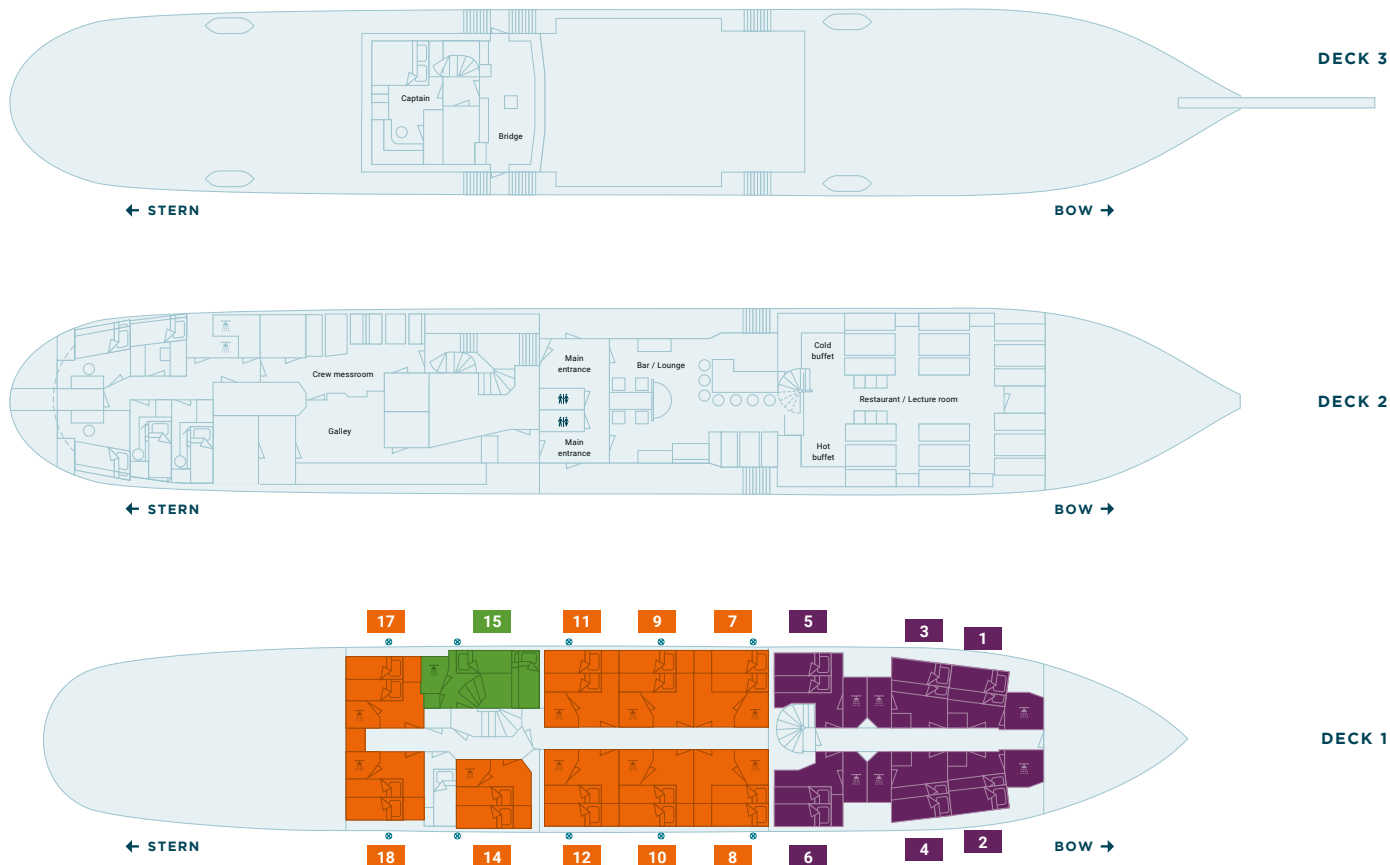 DECK 3
Captain
Bridge
← STERN
BOW →
Main
entrance
Bar / Lounge
Cold
buffet
Crew messroom
Restaurant / Lecture room
DECK 2
Galley
Main
entrance
Hot
buffet
← STERN
BOW →
17
15
11
9
7
5
3
1
DECK 1
← STERN
18
14
12
10
8
6
4
2
BOW →